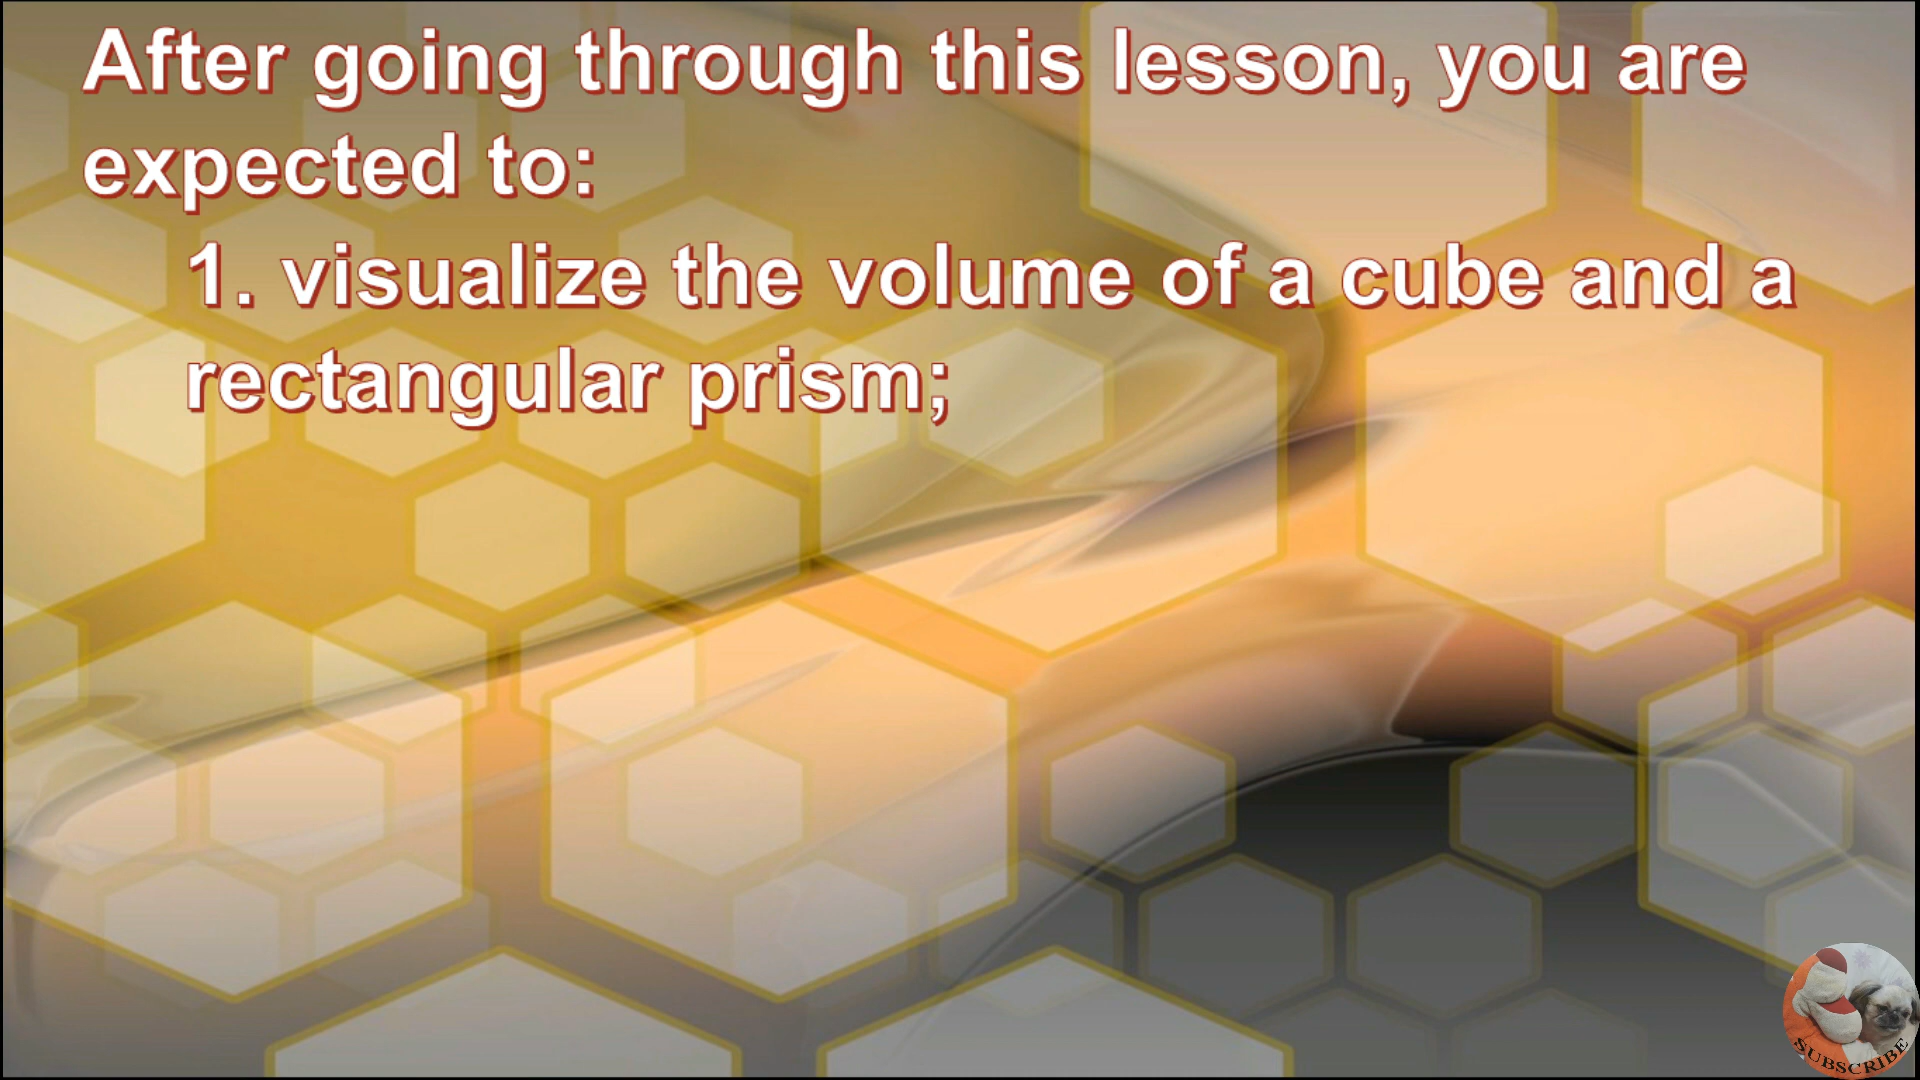 After going through this lesson, you are
expected to:
1. visualize the volume of a cube and a
rectangular prism;
SUBSCRIBE